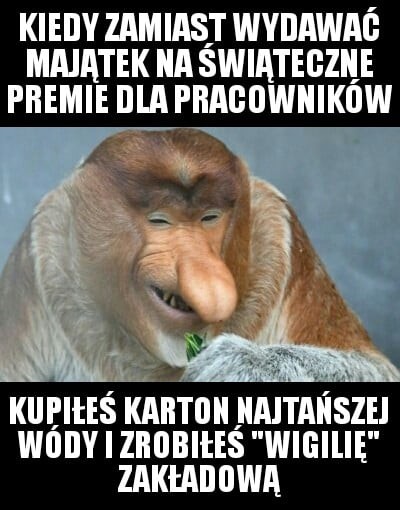 KIEDY ZAMIAST WYDAWAĆ
MAJĄTEK NA ŚWIĄTECZNE
PREMIE DLA PRACOWNIKÓW
KUPIŁEŚ KARTON NAJTAŃSZEJ
WÓDY I ZROBIŁEŚ "WIGILIĘ"
ZAKŁADOWĄ